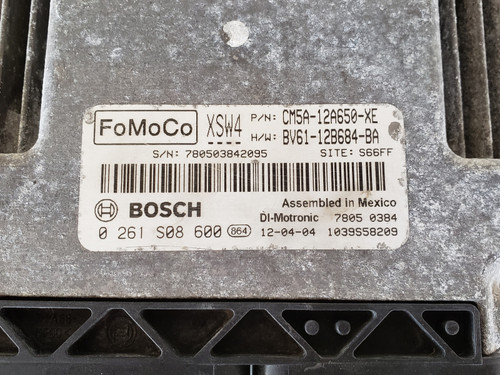 FoMoCo XSW4 P/N: CM5A-12A650-XE
H/W: BV61-12B684-BA
S/N: 780503842095 SITE: S66FF
BOSCH Assembled in Mexico
DI-Motronic 7805 0384
0 261 S08 600 864 12-04-04 1039S58209